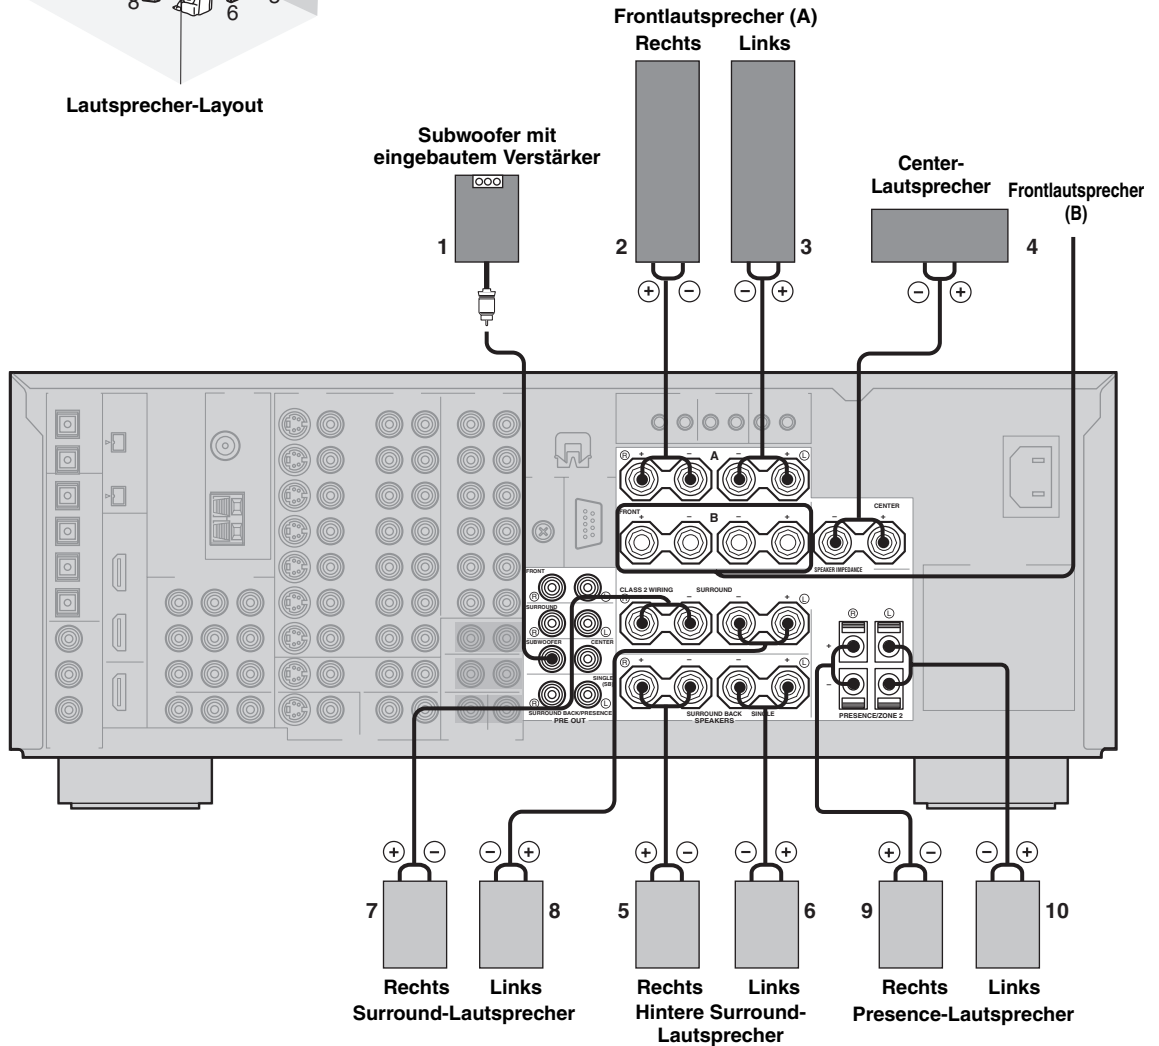 8
6
Lautsprecher-Layout
Frontlautsprecher (A)
Rechts
Links
Subwoofer mit
eingebautem Verstärker
Center-
Lautsprecher
Frontlautsprecher
(B)
1
2
3
4
+
−
−
+
−
+
R
+
−
A
−
+
L
FRONT
+
−
B
−
+
CENTER
−
+
SPEAKER IMPEDANCE
FRONT
R
L
CLASS 2 WIRING
SURROUND
R
−
+
L
SURROUND
R
L
SUBWOOFER
CENTER
R
L
+
−
SINGLE
(SB)
R
+
−
−
+
L
R
L
SURROUND BACK/PRESENCE
PRE OUT
SURROUND BACK
SINGLE
SPEAKERS
PRESENCE/ZONE 2
+
−
−
+
+
−
−
+
+
−
−
+
7
8
5
6
9
10
Rechts
Links
Surround-Lautsprecher
Rechts
Links
Hintere Surround-
Lautsprecher
Rechts
Links
Presence-Lautsprecher